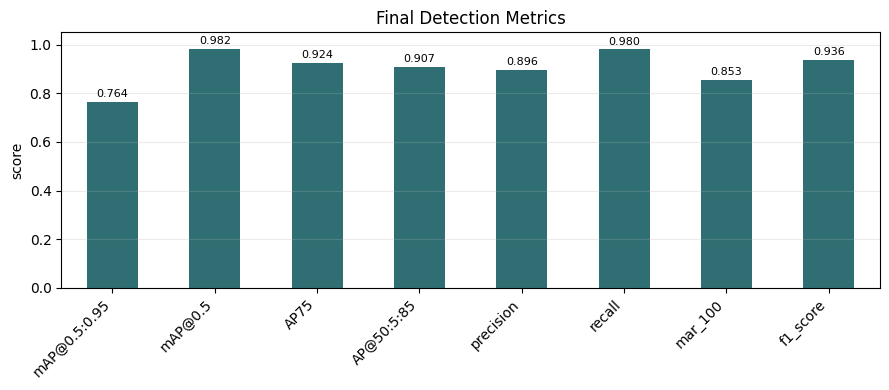 Final Detection Metrics
score
1.0
0.8
0.6
0.4
0.2
0.0
0.764
0.982
0.924
0.907
0.896
0.980
0.853
0.936
mAP@0.5:0.95
mAP@0.5
AP75
AP@50:5:85
precision
recall
mar_100
f1_score